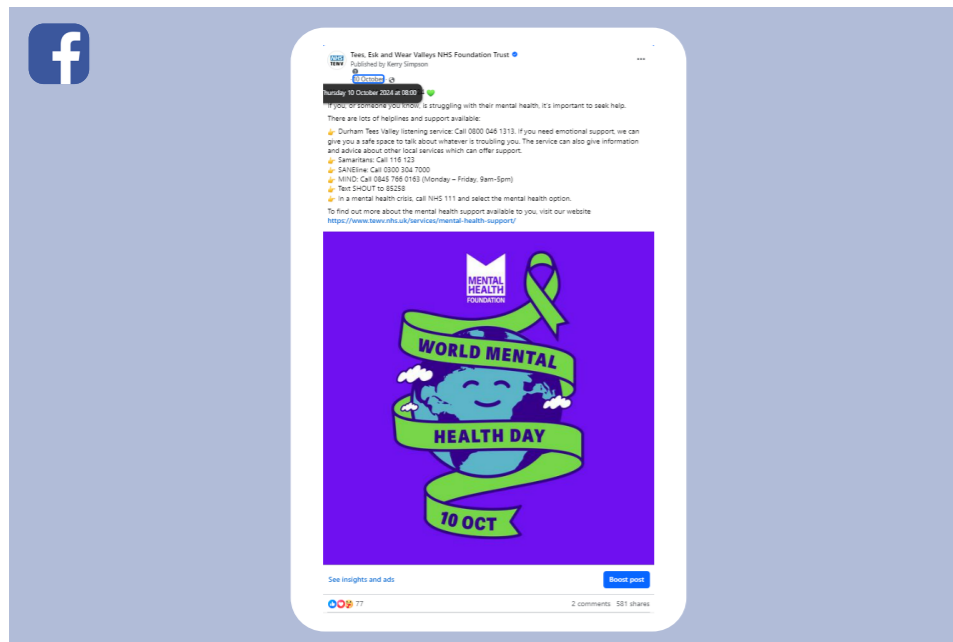 f
Tees, Esk and Wear Valleys NHS Foundation Trust
NHS
TEWV
Published by Kerry Simpson
10 October
Thursday 10 October 2024 at 08:00
If you, or someone you know, is struggling with their mental health, it's important to seek help.
There are lots of helplines and support available:
👉 Durham Tees Valley listening service: Call 0800 046 1313. If you need emotional support, we can
give you a safe space to talk about whatever is troubling you. The service can also give information
and advice about other local services which can offer support.
👉 Samaritans: Call 116 123
👉 SANEline: Call 0300 304 7000
👉 MIND: Call 0845 766 0163 (Monday – Friday, 9am-5pm)
👉 Text SHOUT to 85258
👉 In a mental health crisis, call NHS 111 and select the mental health option.
To find out more about the mental health support available to you, visit our website
https://www.tewv.nhs.uk/services/mental-health-support/
MENTAL
HEALTH
FOUNDATION
WORLD MENTAL
HEALTH DAY
10 OCT
See insights and ads
Boost post
77
2 comments 581 shares